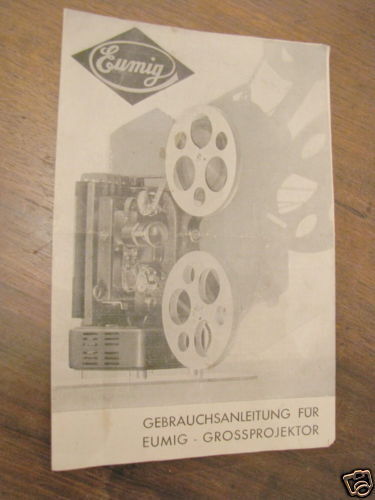 Eumig
GEBRAUCHSANLEITUNG FÜR
EUMIG - GROSSPROJEKTOR